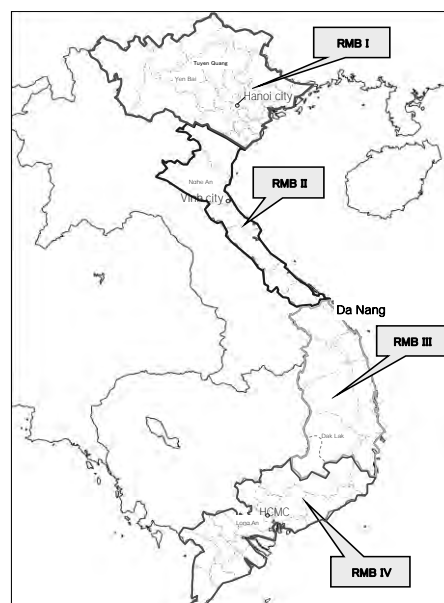 RMB I
Tuyen Quang
Yen Bai
Hanoi city
RMB II
Nghe An
Vinh city
Da Nang
RMB III
Dak Lak
HCMC
Long An
RMB IV